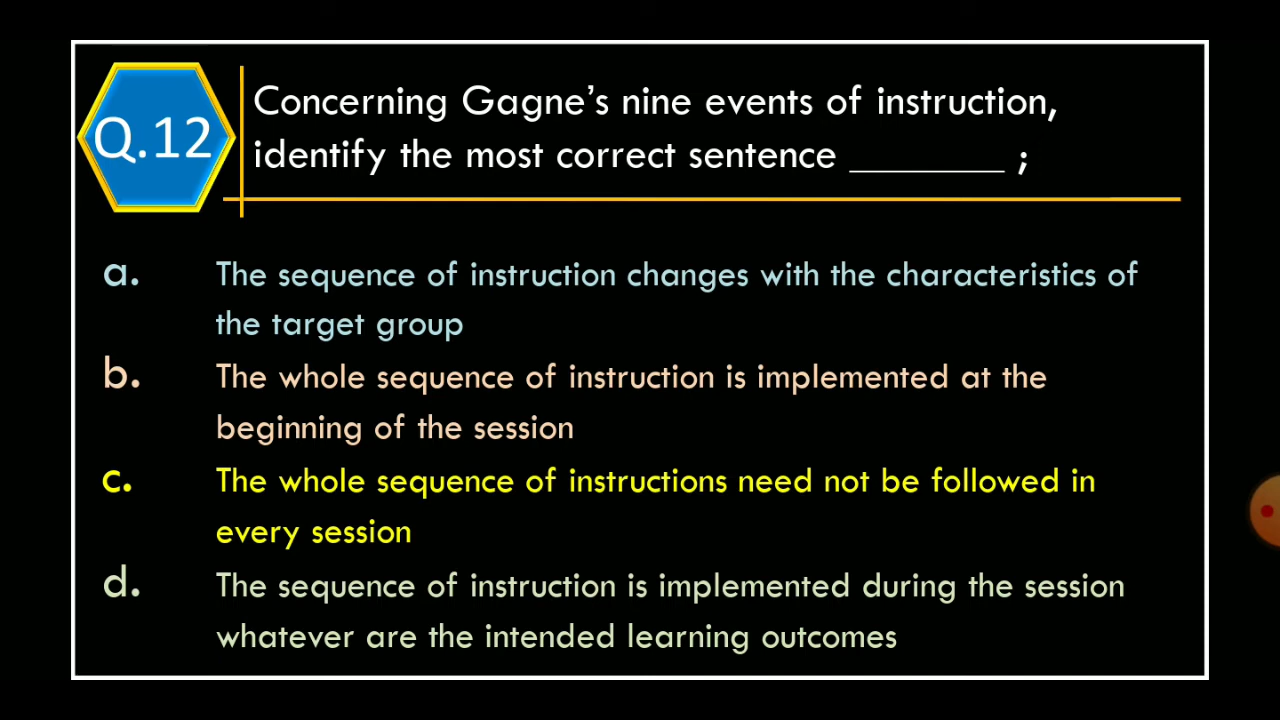 Q.12
Concerning Gagne’s nine events of instruction,
identify the most correct sentence ________ ;
a. The sequence of instruction changes with the characteristics of
the target group
b. The whole sequence of instruction is implemented at the
beginning of the session
c. The whole sequence of instructions need not be followed in
every session
d. The sequence of instruction is implemented during the session
whatever are the intended learning outcomes